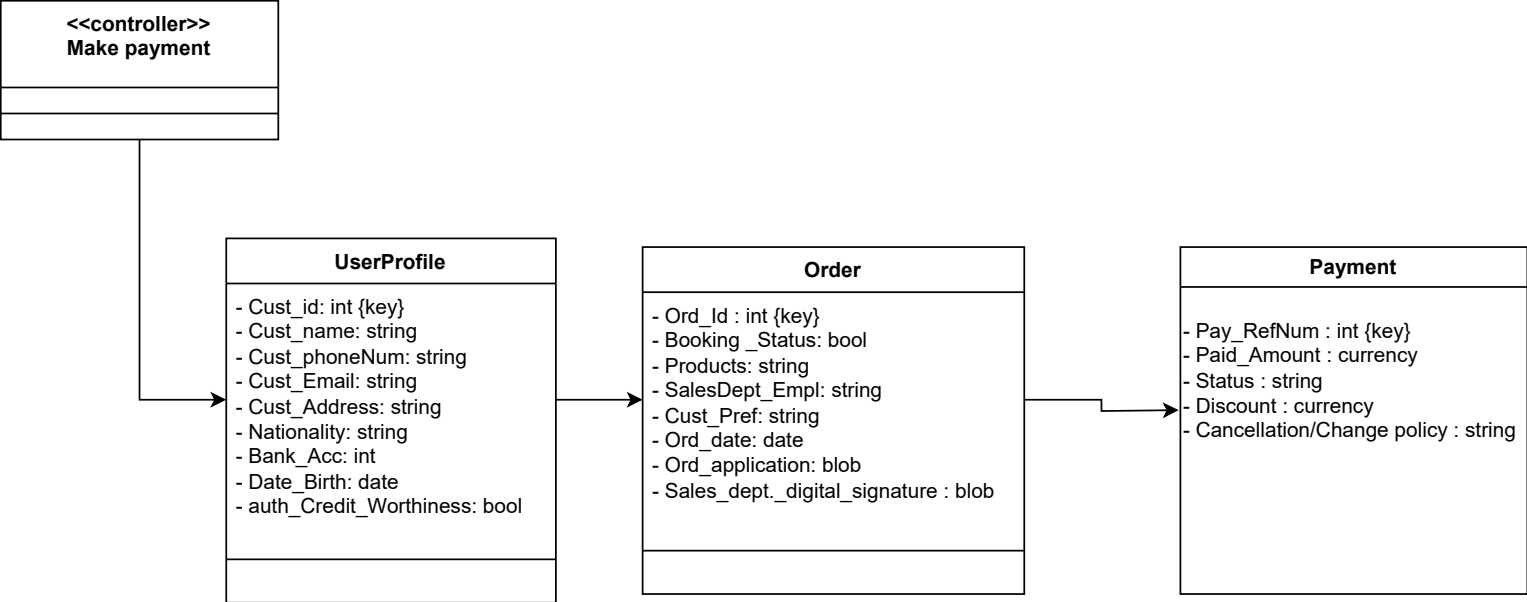 <<controller>>
Make payment
UserProfile
- Cust_id: int {key}
- Cust_name: string
- Cust_phoneNum: string
- Cust_Email: string
- Cust_Address: string
- Nationality: string
- Bank_Acc: int
- Date_Birth: date
- auth_Credit_Worthiness: bool
Order
- Ord_Id : int {key}
- Booking _Status: bool
- Products: string
- SalesDept_Empl: string
- Cust_Pref: string
- Ord_date: date
- Ord_application: blob
- Sales_dept._digital_signature : blob
Payment
- Pay_RefNum : int {key}
- Paid_Amount : currency
- Status : string
- Discount : currency
- Cancellation/Change policy : string